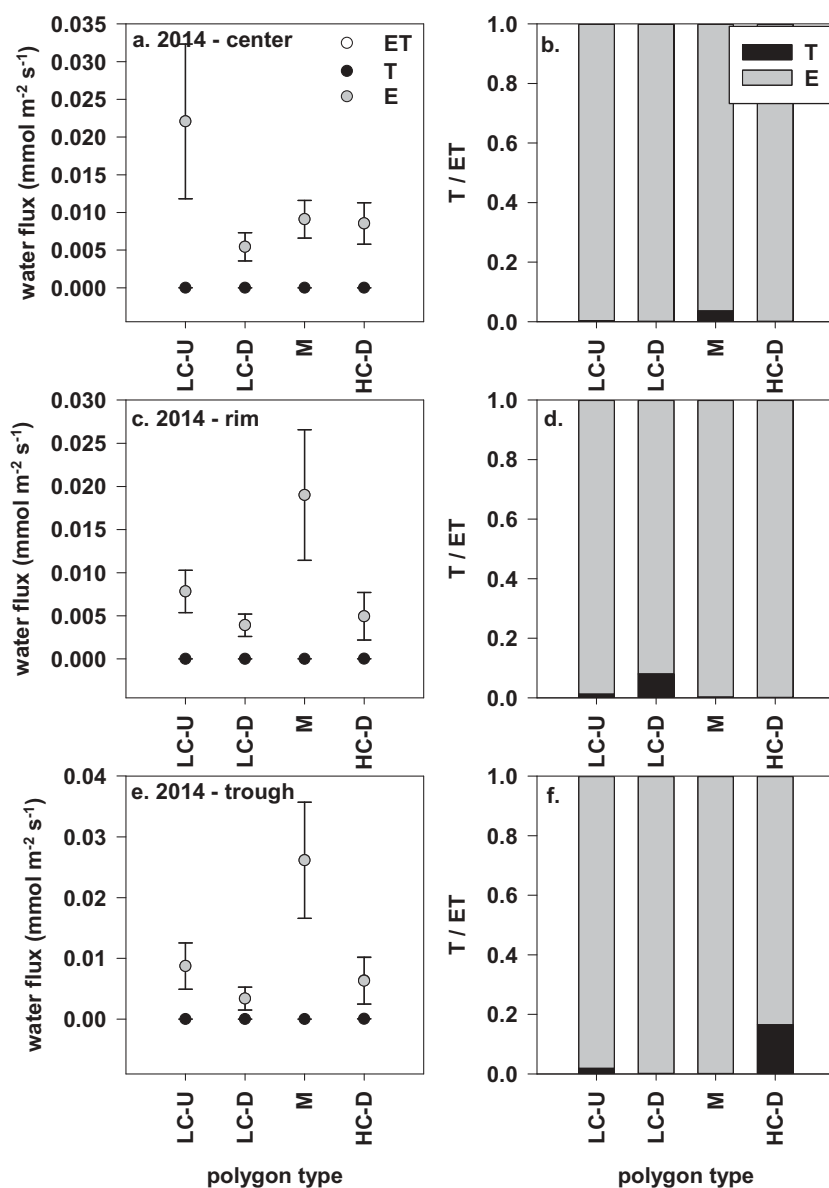 a. 2014 - center
ET
T
E
water flux (mmol m-2 s-1)
0.035
0.030
0.025
0.020
0.015
0.010
0.005
0.000
LC-U
LC-D
M
HC-D
b.
T
E
T / ET
1.0
0.8
0.6
0.4
0.2
0.0
LC-U
LC-D
M
HC-D
c. 2014 - rim
water flux (mmol m-2 s-1)
0.030
0.025
0.020
0.015
0.010
0.005
0.000
LC-U
LC-D
M
HC-D
d.
T / ET
1.0
0.8
0.6
0.4
0.2
0.0
LC-U
LC-D
M
HC-D
e. 2014 - trough
water flux (mmol m-2 s-1)
0.04
0.03
0.02
0.01
0.00
LC-U
LC-D
M
HC-D
polygon type
f.
T / ET
1.0
0.8
0.6
0.4
0.2
0.0
LC-U
LC-D
M
HC-D
polygon type